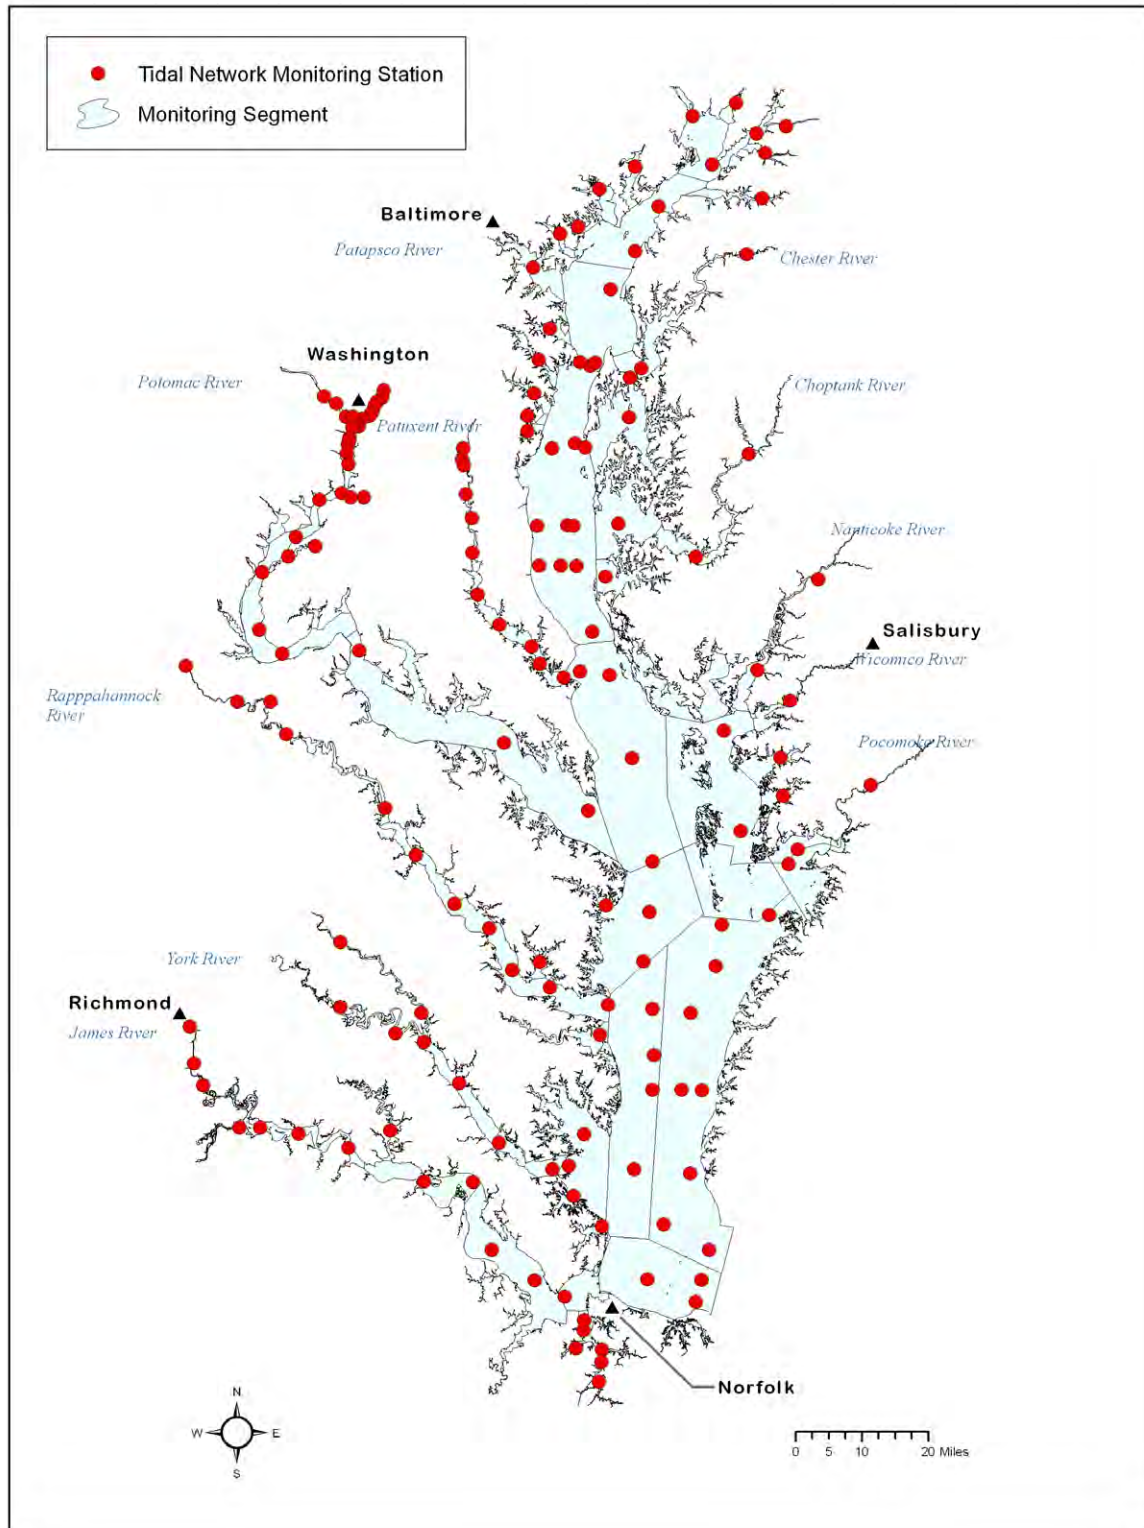 Tidal Network Monitoring Station
Monitoring Segment
Baltimore
Patapsco River
Chester River
Washington
Potomac River
Choptank River
Patuxent River
Nanticoke River
Salisbury
Wicomico River
Rapppahannock
River
Pocomoke River
York River
Richmond
James River
Norfolk
N
W
E
S
0 5 10 20 Miles